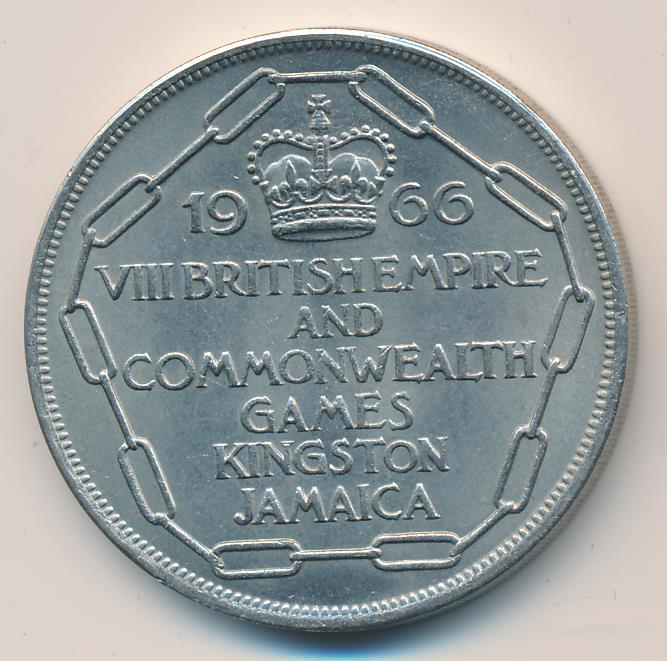 19 66
VIII BRITISH EMPIRE
AND
COMMONWEALTH
GAMES
KINGSTON
JAMAICA